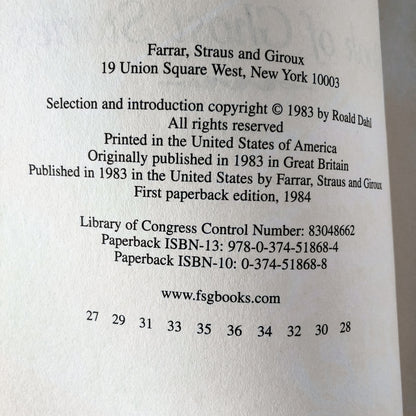 Farrar, Straus and Giroux
19 Union Square West, New York 10003
Selection and introduction copyright © 1983 by Roald Dahl
All rights reserved
Printed in the United States of America
Originally published in 1983 in Great Britain
Published in 1983 in the United States by Farrar, Straus and Giroux
First paperback edition, 1984
Library of Congress Control Number: 83048662
Paperback ISBN-13: 978-0-374-51868-4
Paperback ISBN-10: 0-374-51868-8
www.fsgbooks.com
27 29 31 33 35 36 34 32 30 28